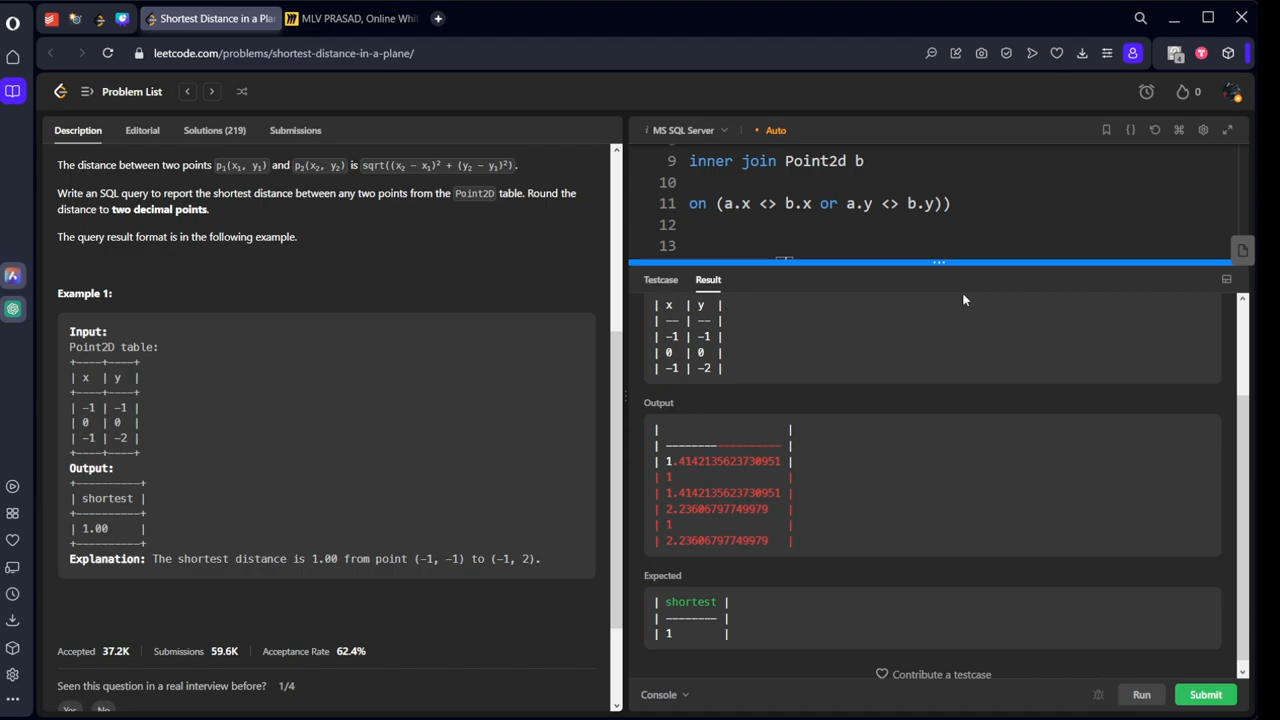 Shortest Distance in a Plan
MLV PRASAD, Online Whi
leetcode.com/problems/shortest-distance-in-a-plane/
4
Problem List
0
Description Editorial Solutions (219) Submissions
The distance between two points p₁(x₁, y₁) and p₂(x₂, y₂) is sqrt((x₂ − x₁)² + (y₂ − y₁)²).
Write an SQL query to report the shortest distance between any two points from the Point2D table. Round the
distance to two decimal points.
The query result format is in the following example.
Example 1:
Input:
Point2D table:
+----+----+
| x | y |
+----+----+
| -1 | -1 |
| 0 | 0 |
| -1 | -2 |
+----+----+
Output:
+----------+
| shortest |
+----------+
| 1.00 |
+----------+
Explanation: The shortest distance is 1.00 from point (-1, -1) to (-1, 2).
Accepted 37.2K Submissions 59.6K Acceptance Rate 62.4%
Seen this question in a real interview before? 1/4
Yes No
MS SQL Server • Auto
9 inner join Point2d b
10
11 on (a.x <> b.x or a.y <> b.y))
12
13
Testcase Result
| x | y |
| -- | -- |
| -1 | -1 |
| 0 | 0 |
| -1 | -2 |
Output
| |
| ------------------ |
| 1.4142135623730951 |
| 1 |
| 1.4142135623730951 |
| 2.23606797749979 |
| 1 |
| 2.23606797749979 |
Expected
| shortest |
| -------- |
| 1 |
Contribute a testcase
Console Run Submit